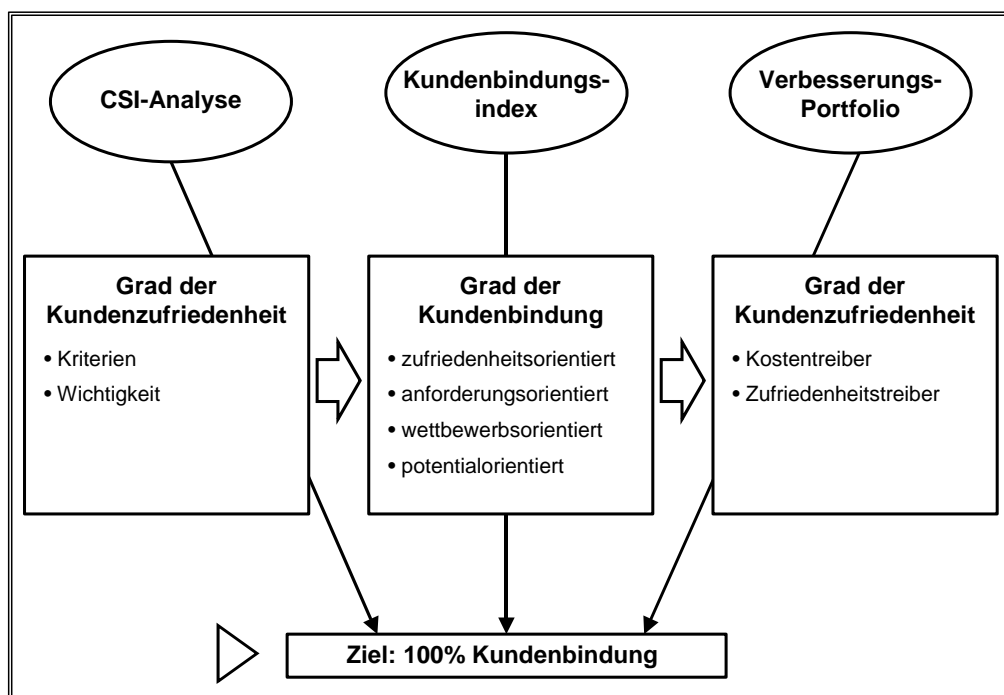 CSI-Analyse
Kundenbindungs-
index
Verbesserungs-
Portfolio
Grad der
Kundenzufriedenheit
• Kriterien
• Wichtigkeit
Grad der
Kundenbindung
• zufriedenheitsorientiert
• anforderungsorientiert
• wettbewerbsorientiert
• potentialorientiert
Grad der
Kundenzufriedenheit
• Kostentreiber
• Zufriedenheitstreiber
Ziel: 100% Kundenbindung